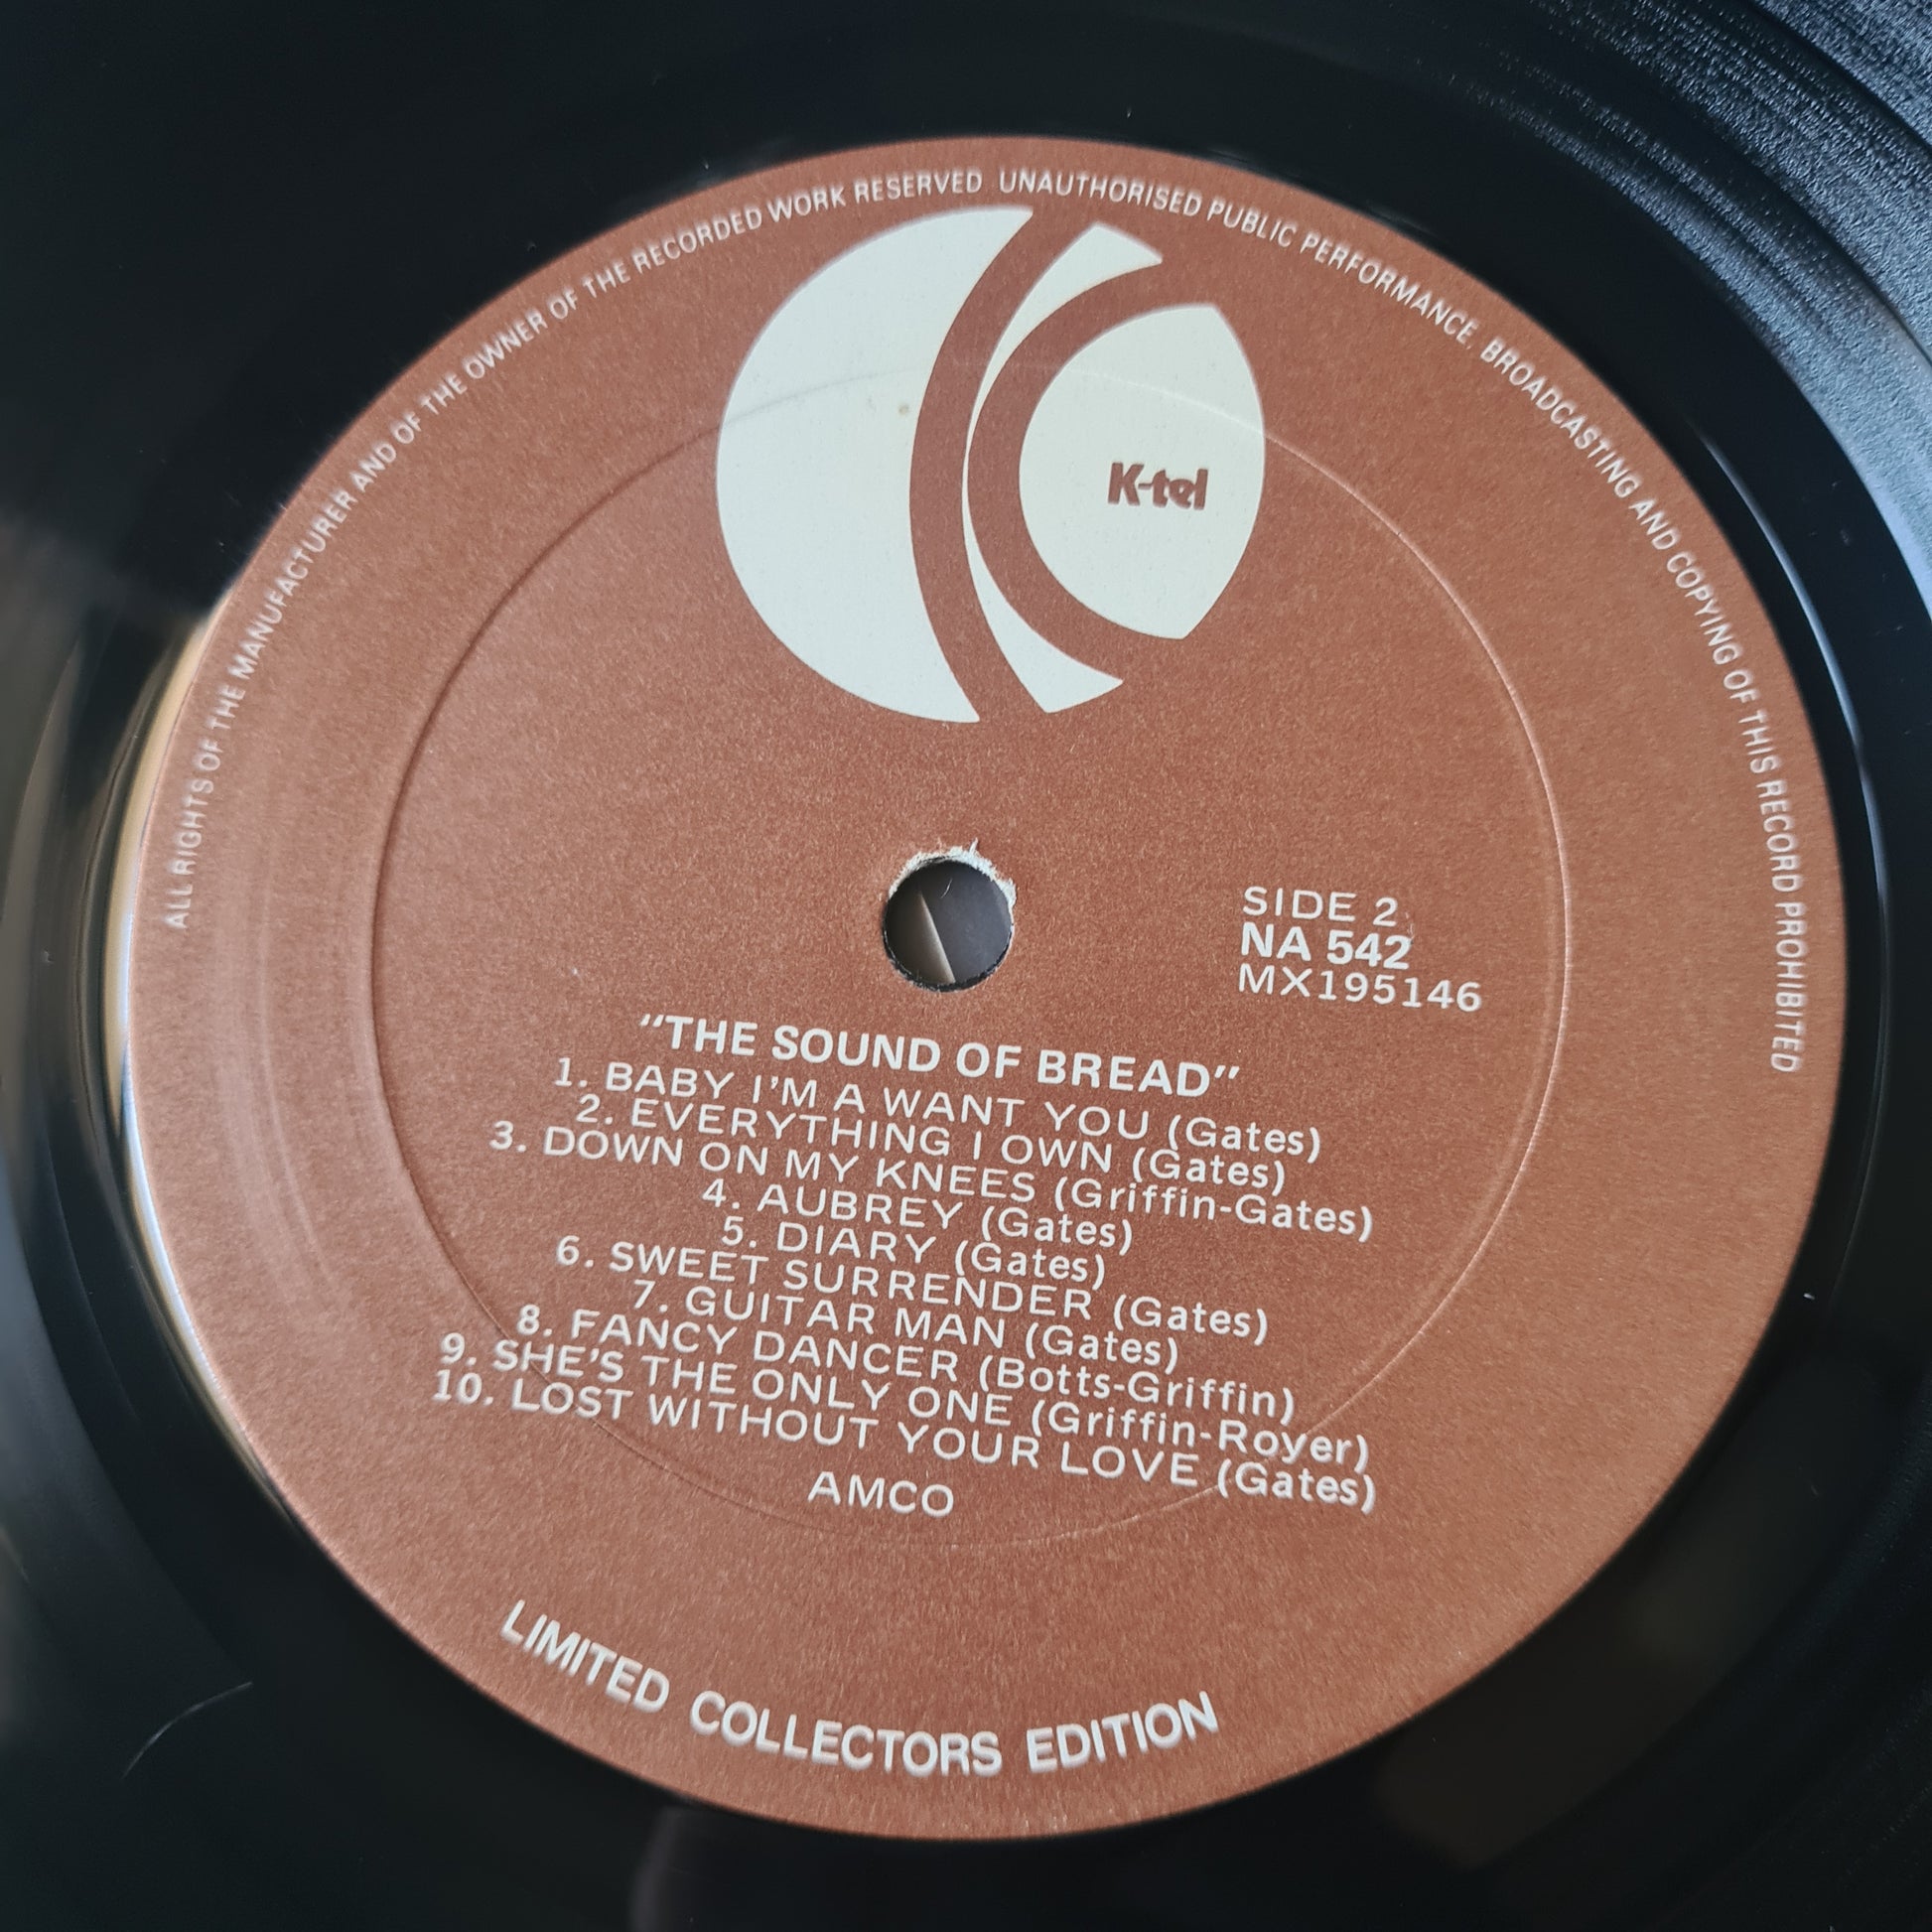 ALL RIGHTS OF THE MANUFACTURER AND OF THE OWNER OF THE RECORDED WORK RESERVED. UNAUTHORISED PUBLIC PERFORMANCE, BROADCASTING AND COPYING OF THIS RECORD PROHIBITED
K-tel
SIDE 2
NA 542
MX195146
"THE SOUND OF BREAD"
1. BABY I'M A WANT YOU (Gates)
2. EVERYTHING I OWN (Gates)
3. DOWN ON MY KNEES (Griffin-Gates)
4. AUBREY (Gates)
5. DIARY (Gates)
6. SWEET SURRENDER (Gates)
7. GUITAR MAN (Gates)
8. FANCY DANCER (Botts-Griffin)
9. SHE'S THE ONLY ONE (Griffin-Royer)
10. LOST WITHOUT YOUR LOVE (Gates)
AMCO
LIMITED COLLECTORS EDITION